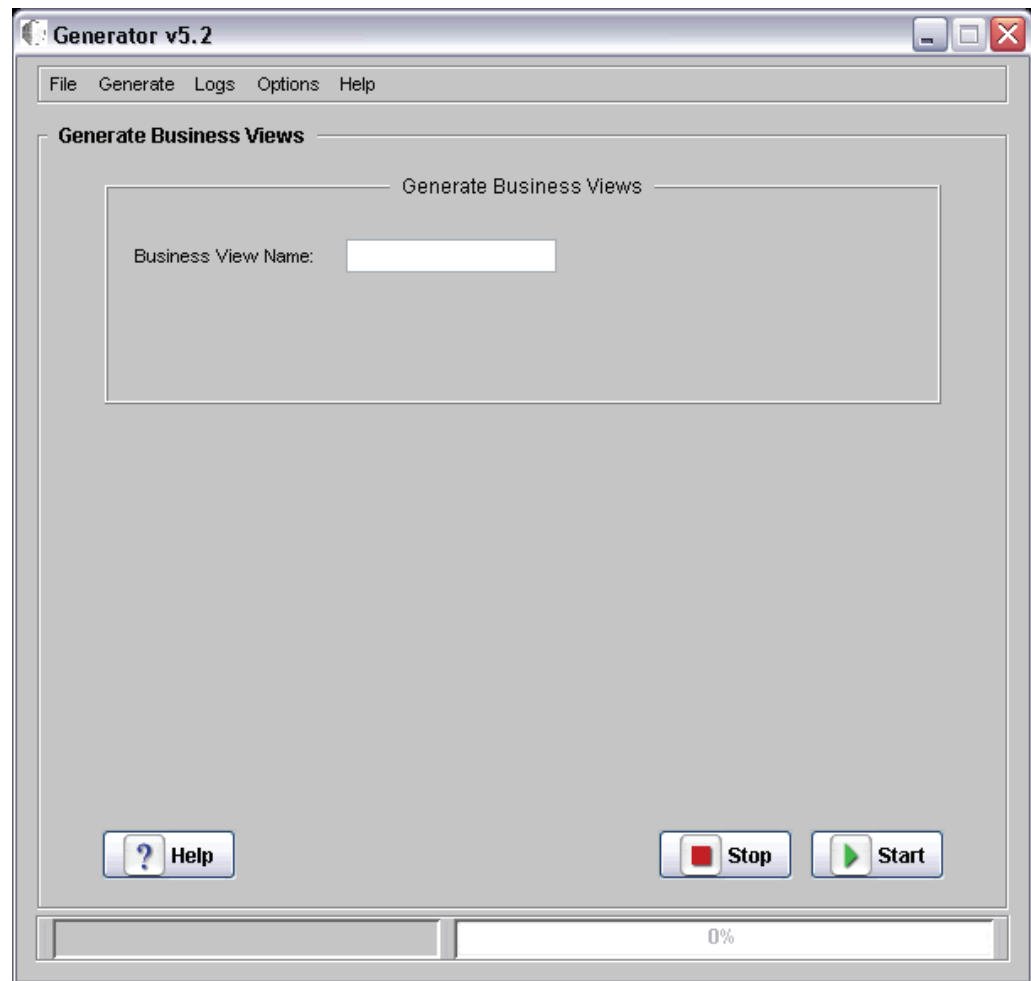 Generator v5.2
File Generate Logs Options Help
Generate Business Views
Generate Business Views
Business View Name:
? Help
Stop
Start
0%